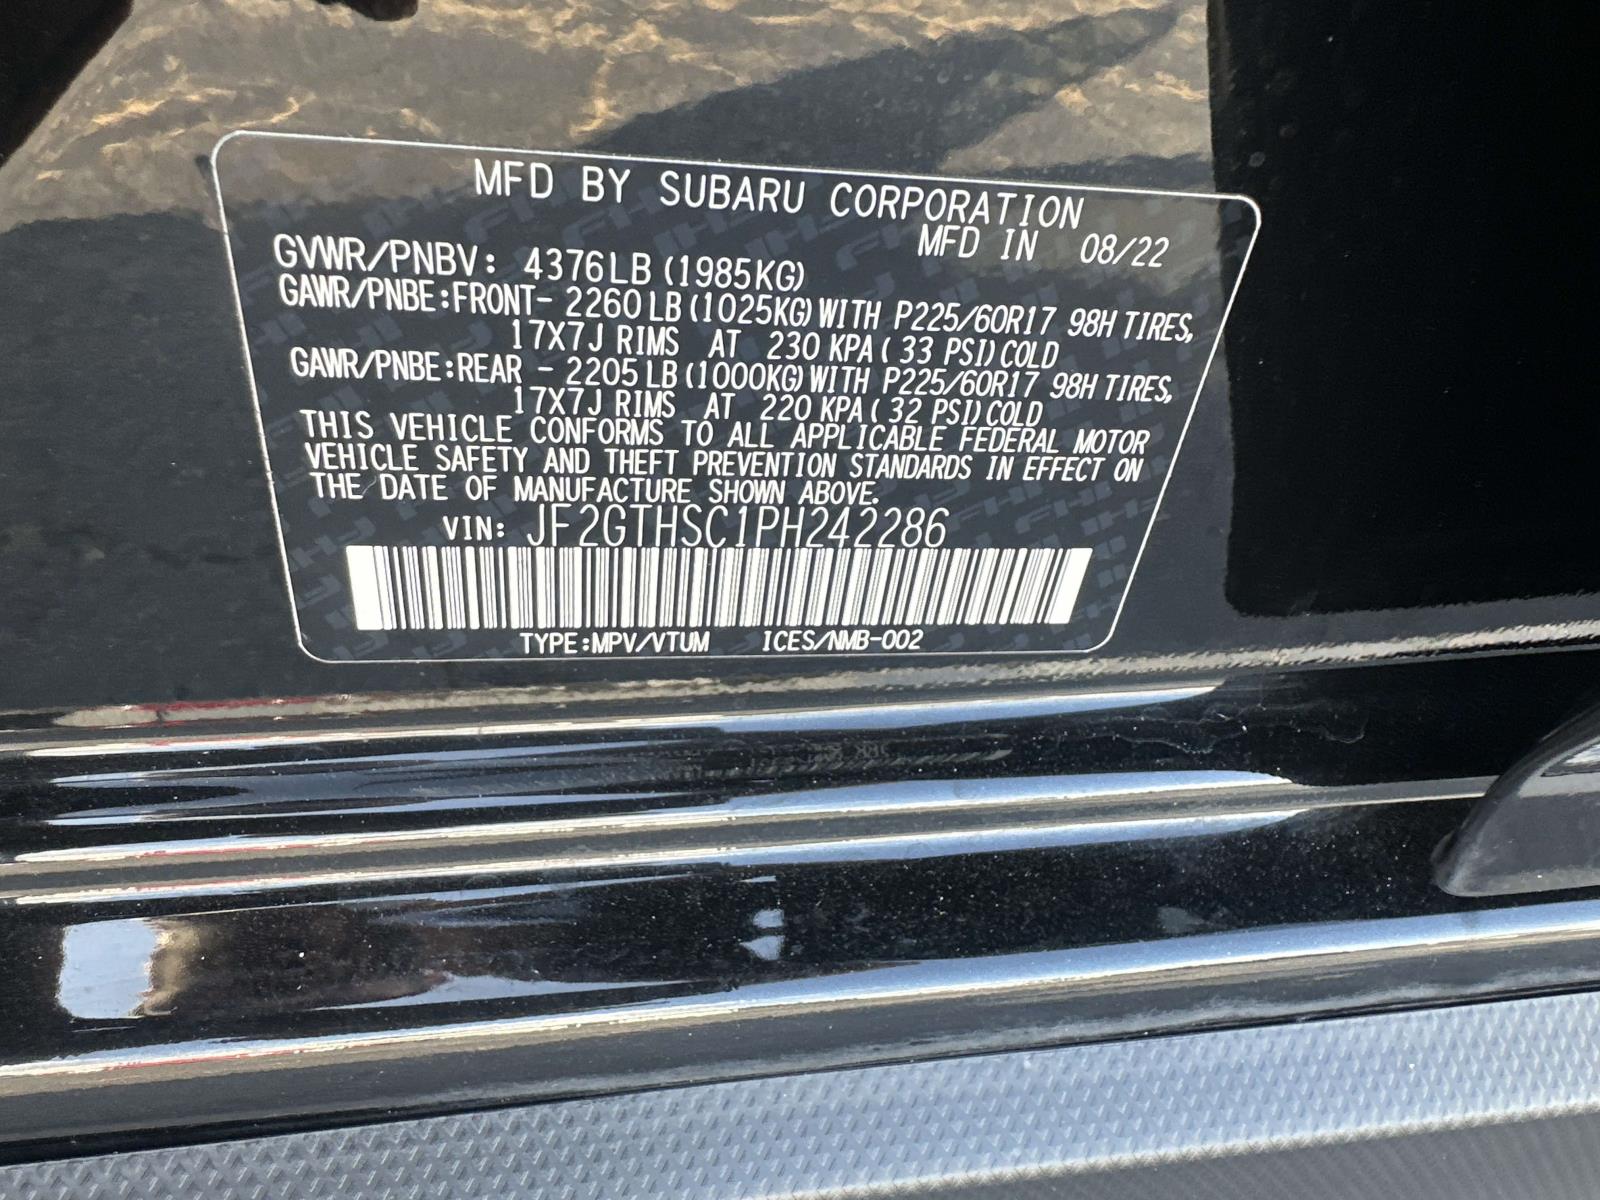 MFD BY SUBARU CORPORATION
MFD IN 08/22
GVWR/PNBV: 4376LB (1985KG)
GAWR/PNBE:FRONT- 2260LB (1025KG) WITH P225/60R17 98H TIRES,
17X7J RIMS AT 230 KPA ( 33 PSI) COLD
GAWR/PNBE:REAR - 2205LB (1000KG) WITH P225/60R17 98H TIRES,
17X7J RIMS AT 220 KPA ( 32 PSI) COLD
THIS VEHICLE CONFORMS TO ALL APPLICABLE FEDERAL MOTOR
VEHICLE SAFETY AND THEFT PREVENTION STANDARDS IN EFFECT ON
THE DATE OF MANUFACTURE SHOWN ABOVE.
VIN: JF2GTHSC1PH242286
TYPE:MPV/VTUM ICES/NMB-002